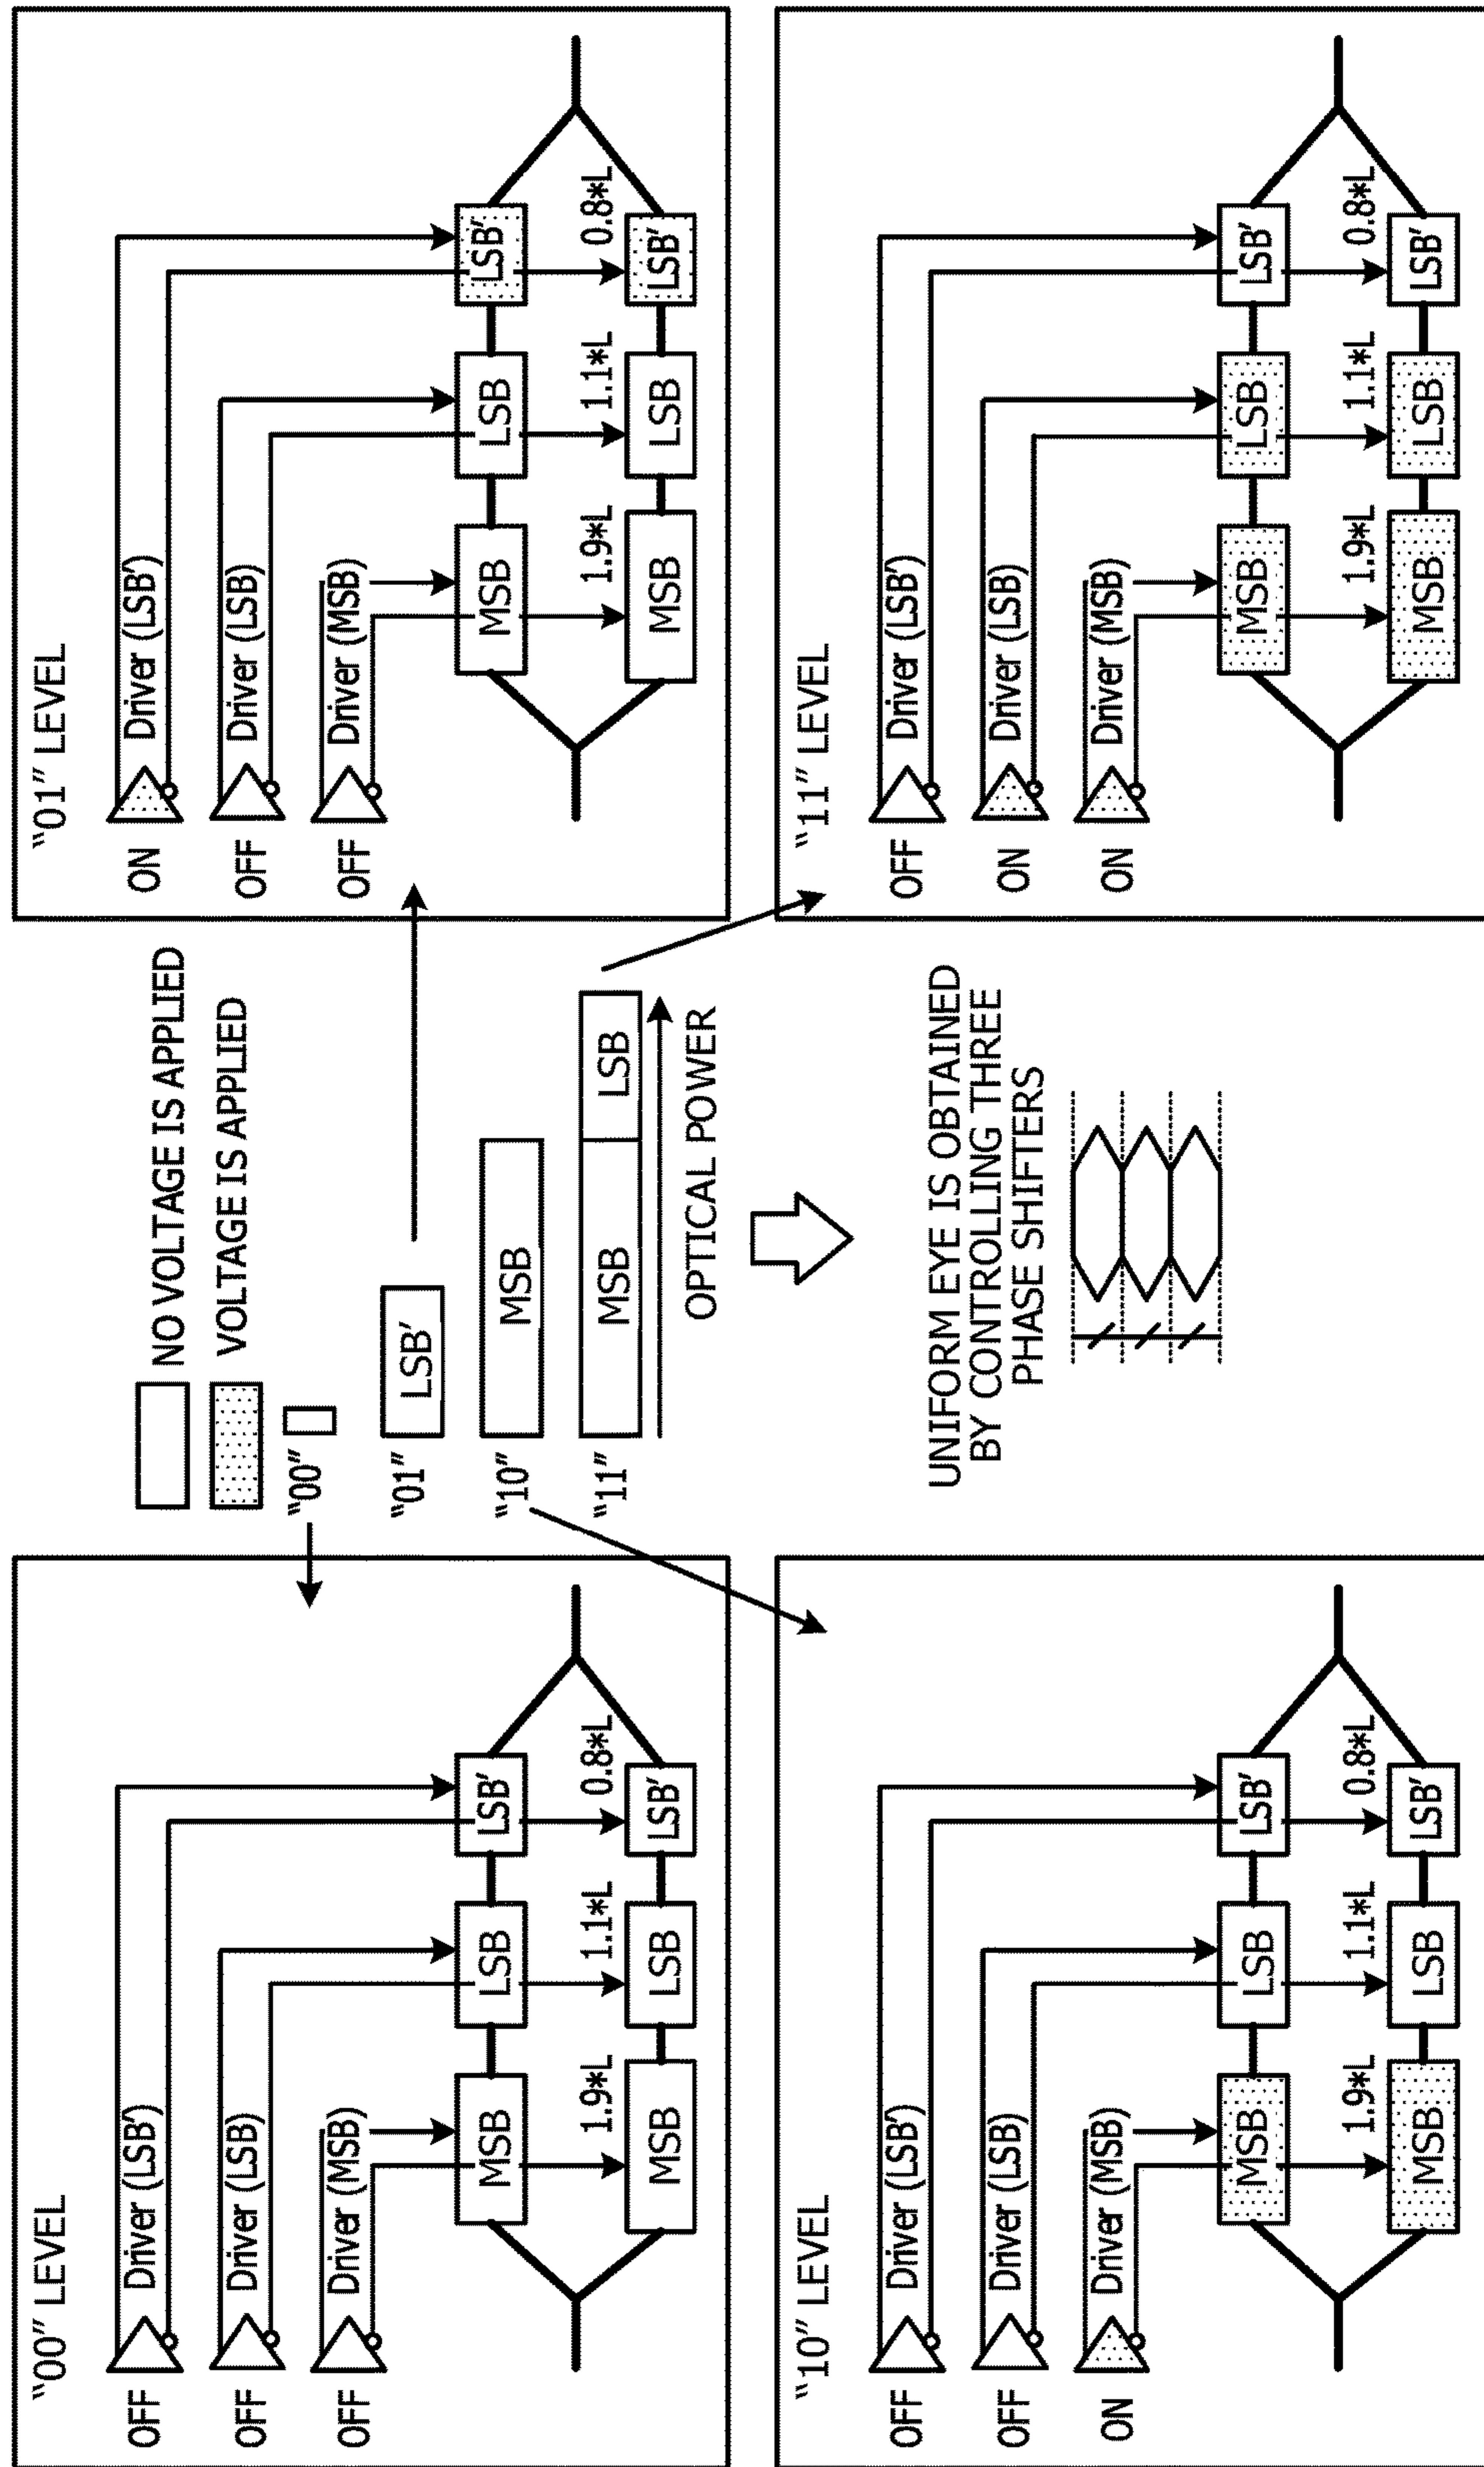 "00" LEVEL
OFF
Driver (LSB')
OFF
Driver (LSB)
OFF
Driver (MSB)
MSB
LSB
LSB'
1.9*L
1.1*L
0.8*L
MSB
LSB
LSB'
NO VOLTAGE IS APPLIED
VOLTAGE IS APPLIED
"00"
"01"
LSB'
"10"
MSB
"11"
MSB
LSB
OPTICAL POWER
"01" LEVEL
ON
Driver (LSB')
OFF
Driver (LSB)
OFF
Driver (MSB)
MSB
LSB
LSB'
1.9*L
1.1*L
0.8*L
MSB
LSB
LSB'
"10" LEVEL
OFF
Driver (LSB')
OFF
Driver (LSB)
ON
Driver (MSB)
MSB
LSB
LSB'
1.9*L
1.1*L
0.8*L
MSB
LSB
LSB'
UNIFORM EYE IS OBTAINED
BY CONTROLLING THREE
PHASE SHIFTERS
"11" LEVEL
OFF
Driver (LSB')
ON
Driver (LSB)
ON
Driver (MSB)
MSB
LSB
LSB'
1.9*L
1.1*L
0.8*L
MSB
LSB
LSB'